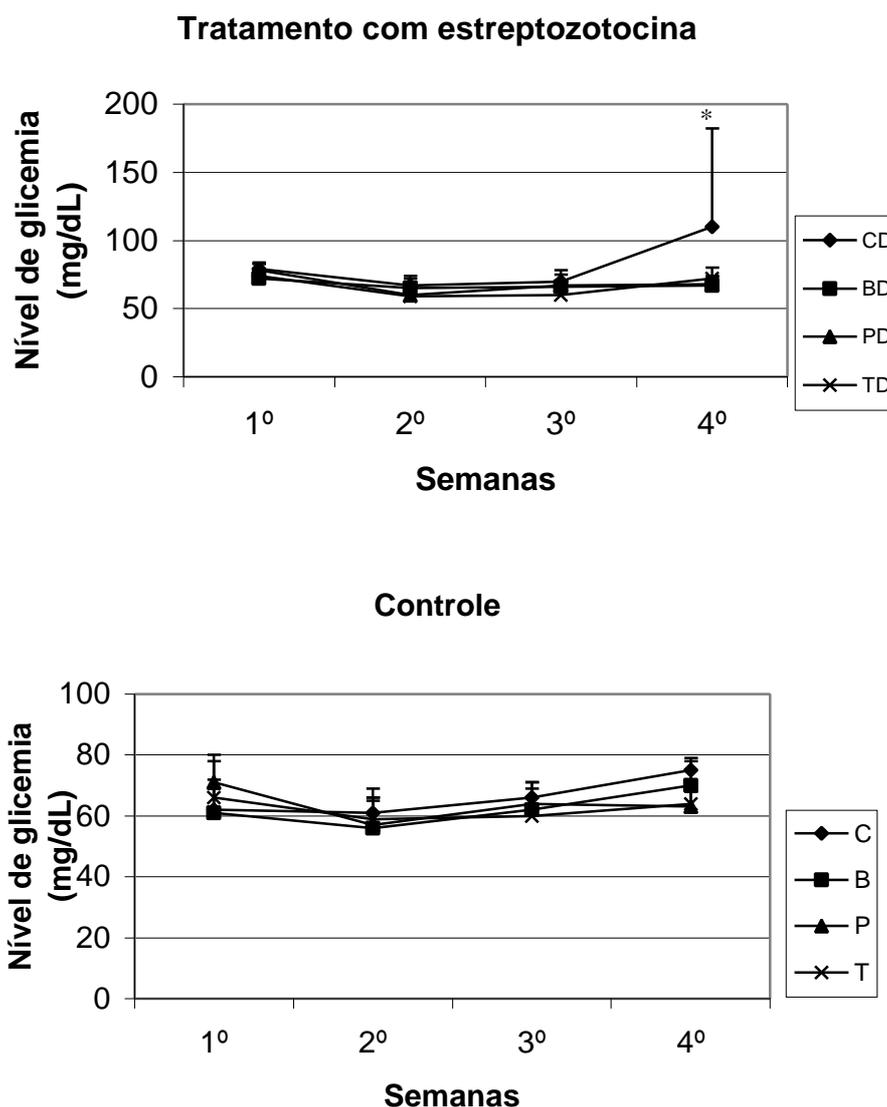 Tratamento com estreptozotocina
Nível de glicemia
(mg/dL)
200
150
100
50
0
*
1º
2º
3º
4º
Semanas
CD
BD
PD
TD
Controle
Nível de glicemia
(mg/dL)
100
80
60
40
20
0
1º
2º
3º
4º
Semanas
C
B
P
T